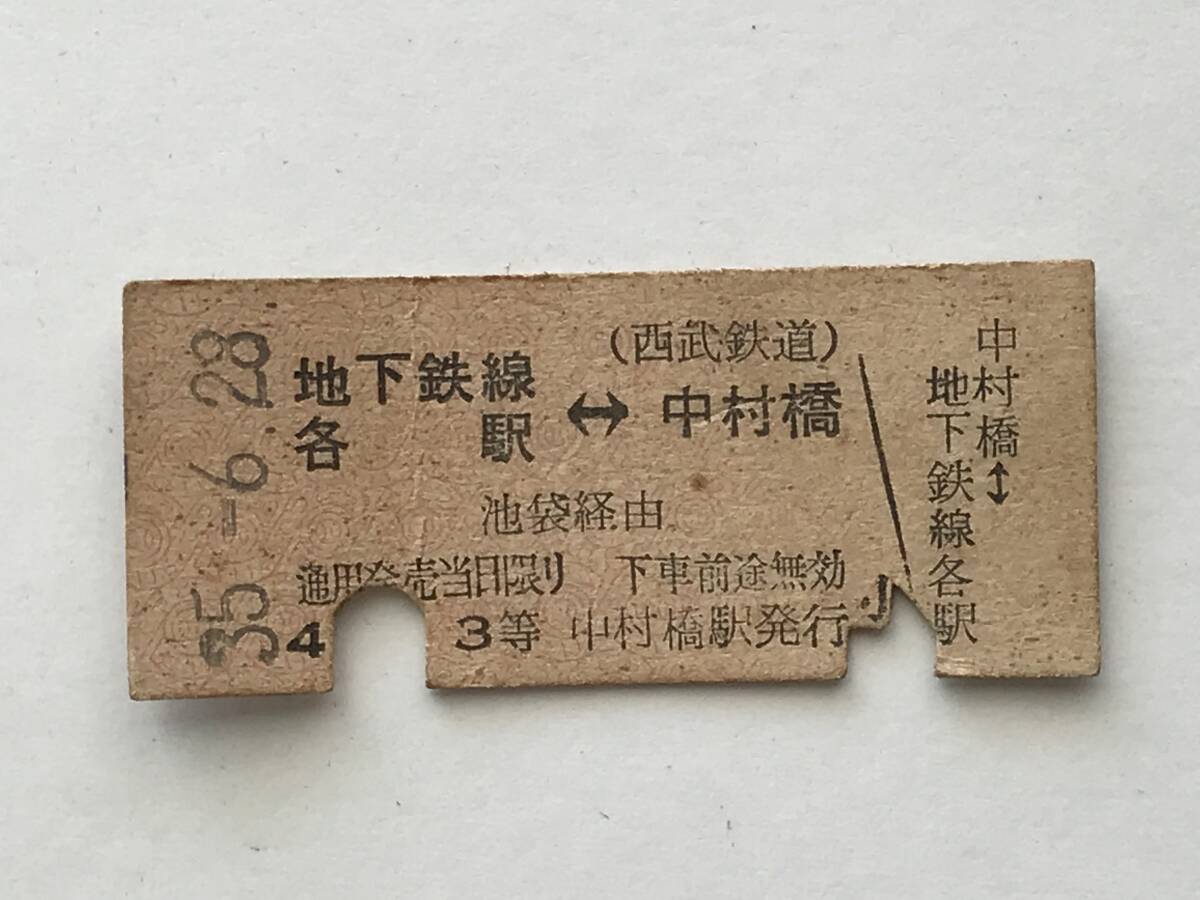 35-6.28
(西武鉄道)
地下鉄線
各駅 ↔ 中村橋
池袋経由
通用発売当日限り 下車前途無効
4 3等 中村橋駅発行
中村橋↔
地下鉄線各駅